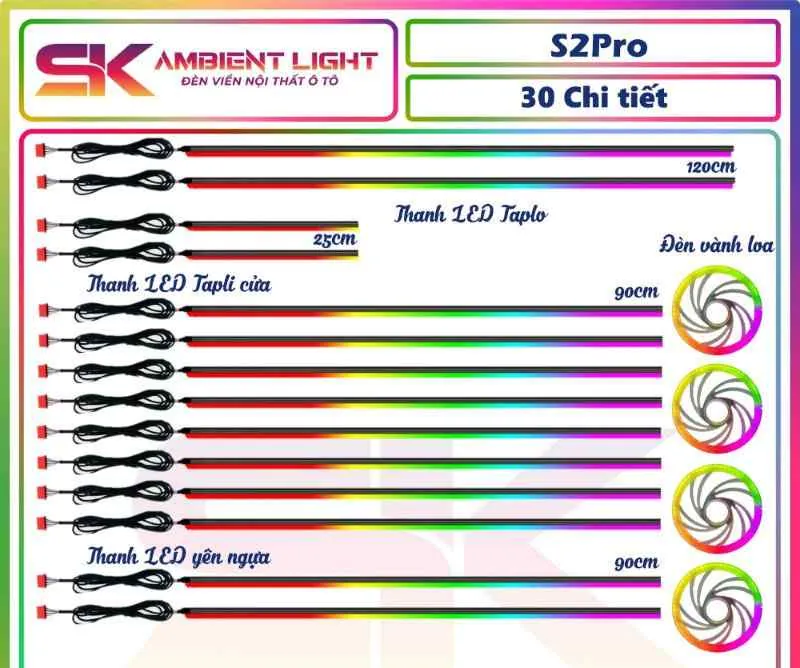 SK AMBIENT LIGHT
ĐÈN VIỀN NỘI THẤT Ô TÔ
S2Pro
30 Chi tiết
120cm
Thanh LED Taplo
25cm
Đèn vành loa
Thanh LED Tapli cửa
90cm
Thanh LED yên ngựa
90cm